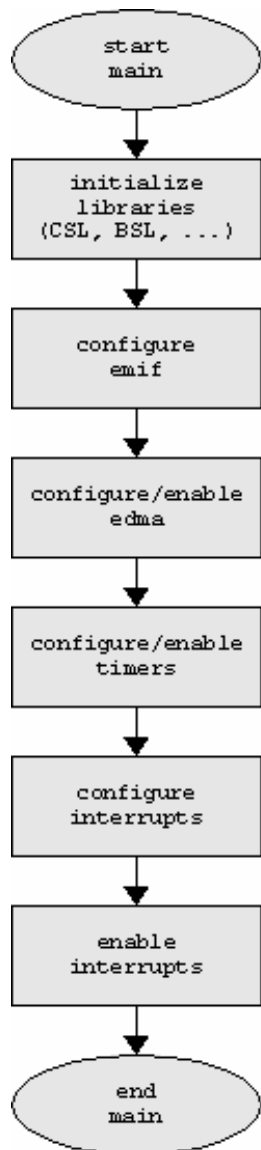 start
main
initialize
libraries
(CSL, BSL, ...)
configure
emif
configure/enable
edma
configure/enable
timers
configure
interrupts
enable
interrupts
end
main